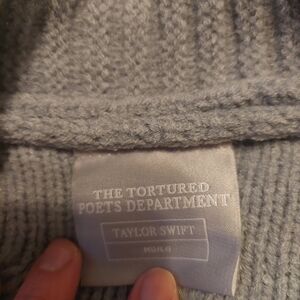 THE TORTURED
POETS DEPARTMENT
TAYLOR SWIFT